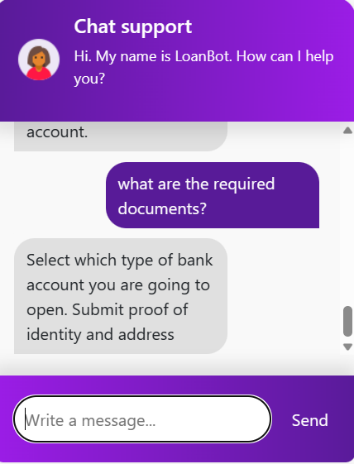 Chat support
Hi. My name is LoanBot. How can I help
you?
account.
what are the required
documents?
Select which type of bank
account you are going to
open. Submit proof of
identity and address
Write a message...
Send